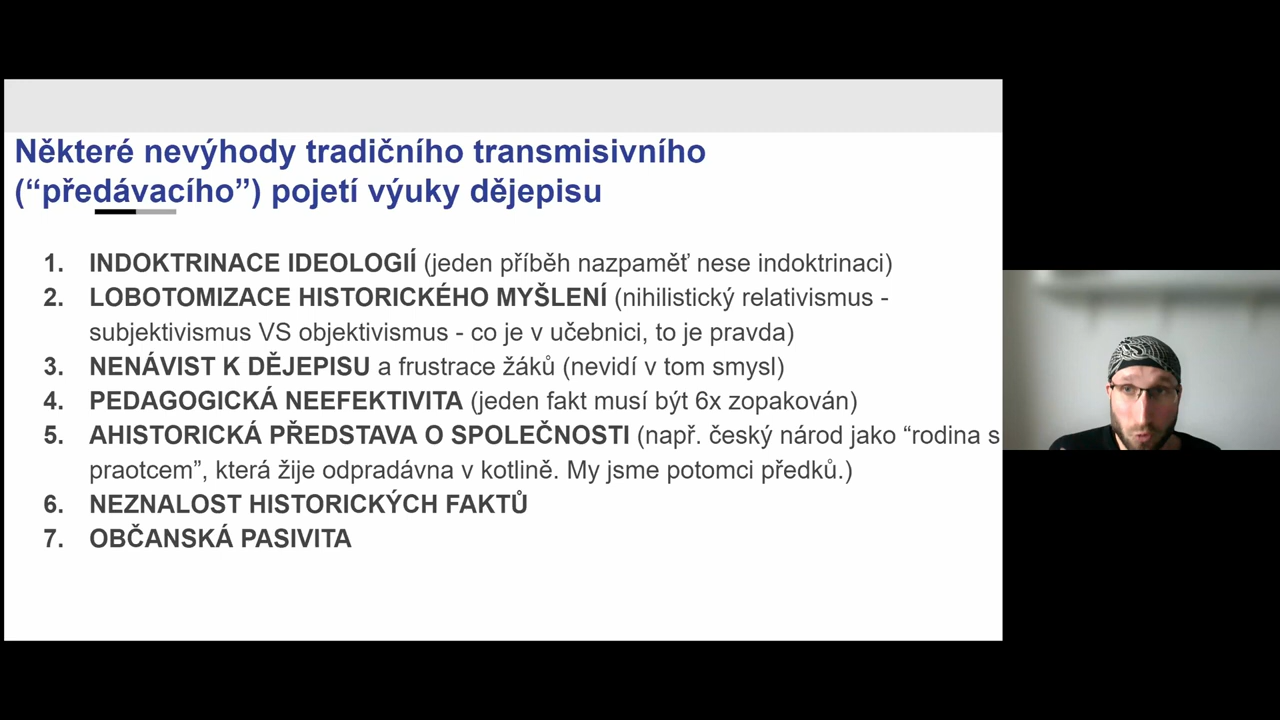 Některé nevýhody tradičního transmisivního
(“předávacího”) pojetí výuky dějepisu
1. INDOKTRINACE IDEOLOGIÍ (jeden příběh nazpaměť nese indoktrinaci)
2. LOBOTOMIZACE HISTORICKÉHO MYŠLENÍ (nihilistický relativismus -
subjektivismus VS objektivismus - co je v učebnici, to je pravda)
3. NENÁVIST K DĚJEPISU a frustrace žáků (nevidí v tom smysl)
4. PEDAGOGICKÁ NEEFEKTIVITA (jeden fakt musí být 6x zopakován)
5. AHISTORICKÁ PŘEDSTAVA O SPOLEČNOSTI (např. český národ jako “rodina s
praotcem”, která žije odpradávna v kotlině. My jsme potomci předků.)
6. NEZNALOST HISTORICKÝCH FAKTŮ
7. OBČANSKÁ PASIVITA